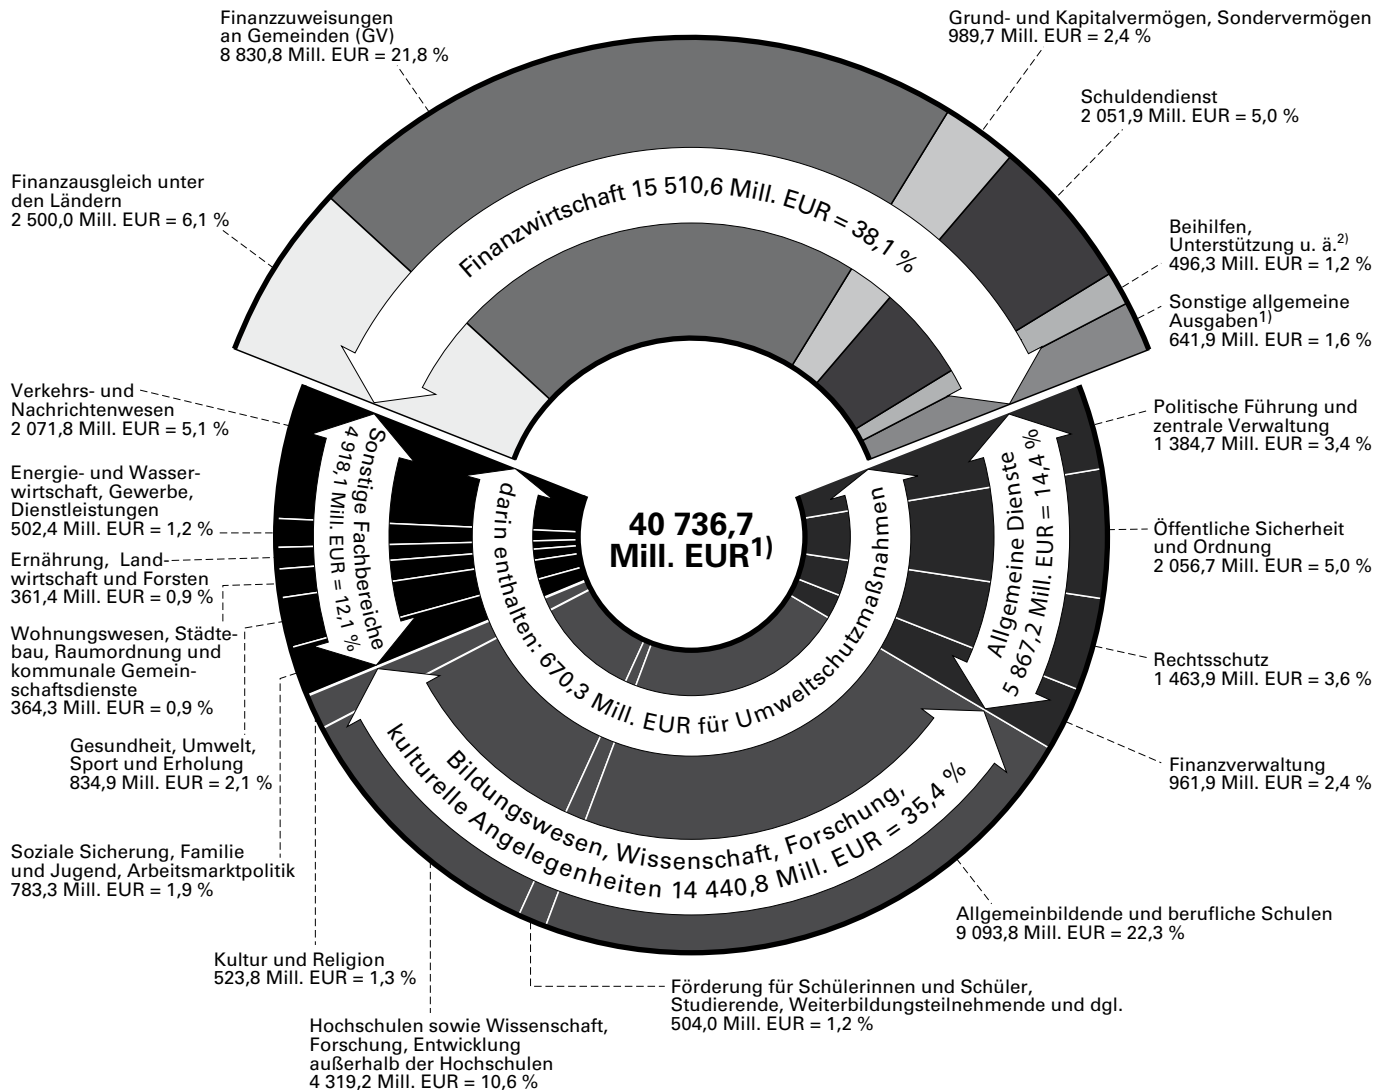 Finanzzuweisungen
an Gemeinden (GV)
8 830,8 Mill. EUR = 21,8 %
Grund- und Kapitalvermögen, Sondervermögen
989,7 Mill. EUR = 2,4 %
Schuldendienst
2 051,9 Mill. EUR = 5,0 %
Finanzausgleich unter
den Ländern
2 500,0 Mill. EUR = 6,1 %
Beihilfen,
Unterstützung u. ä.2)
496,3 Mill. EUR = 1,2 %
Sonstige allgemeine
Ausgaben1)
641,9 Mill. EUR = 1,6 %
Finanzwirtschaft 15 510,6 Mill. EUR = 38,1 %
Verkehrs- und
Nachrichtenwesen
2 071,8 Mill. EUR = 5,1 %
Energie- und Wasser-
wirtschaft, Gewerbe,
Dienstleistungen
502,4 Mill. EUR = 1,2 %
Ernährung, Land-
wirtschaft und Forsten
361,4 Mill. EUR = 0,9 %
Wohnungswesen, Städte-
bau, Raumordnung und
kommunale Gemein-
schaftsdienste
364,3 Mill. EUR = 0,9 %
Gesundheit, Umwelt,
Sport und Erholung
834,9 Mill. EUR = 2,1 %
Soziale Sicherung, Familie
und Jugend, Arbeitsmarktpolitik
783,3 Mill. EUR = 1,9 %
Sonstige Fachbereiche
4 918,1 Mill. EUR = 12,1 %
darin enthalten: 670,3 Mill. EUR für Umweltschutzmaßnahmen
40 736,7
Mill. EUR1)
Allgemeine Dienste
5 867,2 Mill. EUR = 14,4 %
Politische Führung und
zentrale Verwaltung
1 384,7 Mill. EUR = 3,4 %
Öffentliche Sicherheit
und Ordnung
2 056,7 Mill. EUR = 5,0 %
Rechtsschutz
1 463,9 Mill. EUR = 3,6 %
Finanzverwaltung
961,9 Mill. EUR = 2,4 %
Bildungswesen, Wissenschaft, Forschung,
kulturelle Angelegenheiten 14 440,8 Mill. EUR = 35,4 %
Allgemeinbildende und berufliche Schulen
9 093,8 Mill. EUR = 22,3 %
Kultur und Religion
523,8 Mill. EUR = 1,3 %
Förderung für Schülerinnen und Schüler,
Studierende, Weiterbildungsteilnehmende und dgl.
504,0 Mill. EUR = 1,2 %
Hochschulen sowie Wissenschaft,
Forschung, Entwicklung
außerhalb der Hochschulen
4 319,2 Mill. EUR = 10,6 %